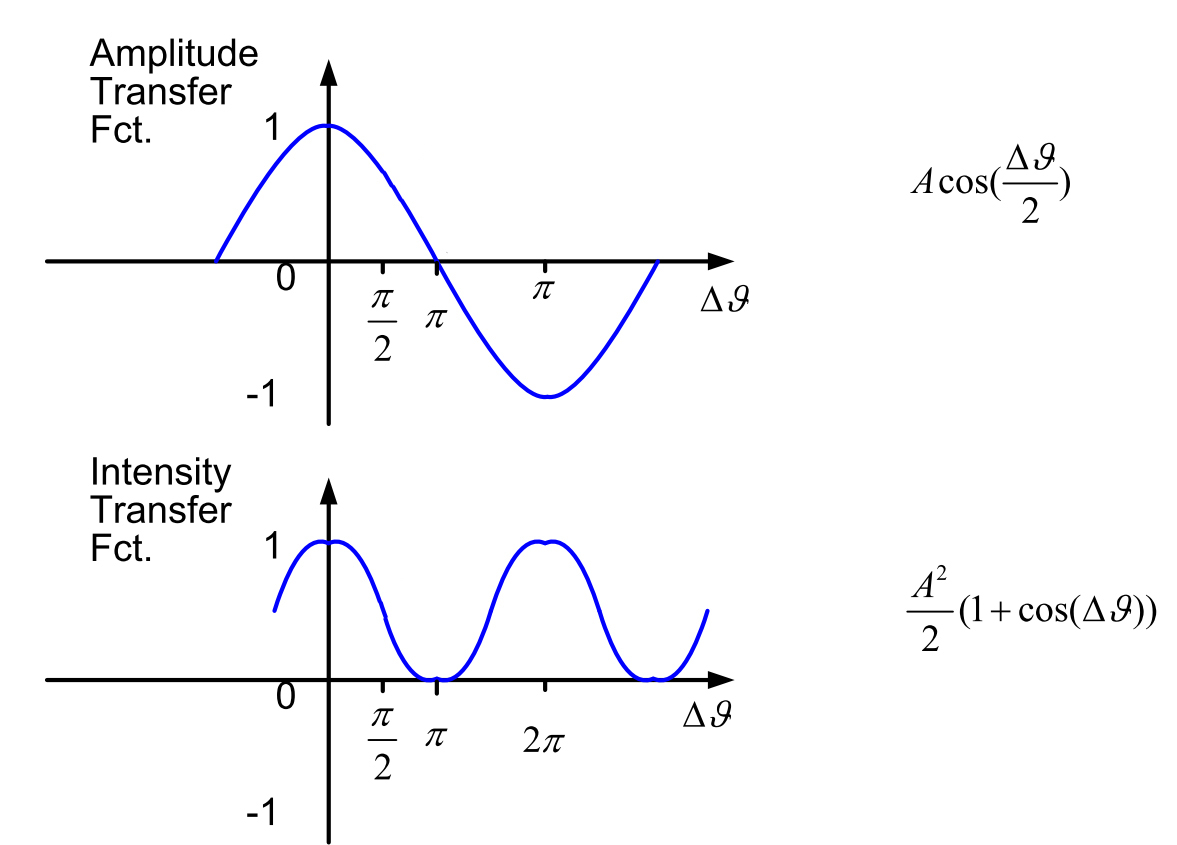 Amplitude
Transfer
Fct.
1
A cos(Δϑ/2)
0
π/2
π
π
Δϑ
-1
Intensity
Transfer
Fct.
1
A²/2 (1 + cos(Δϑ))
0
π/2
π
2π
Δϑ
-1